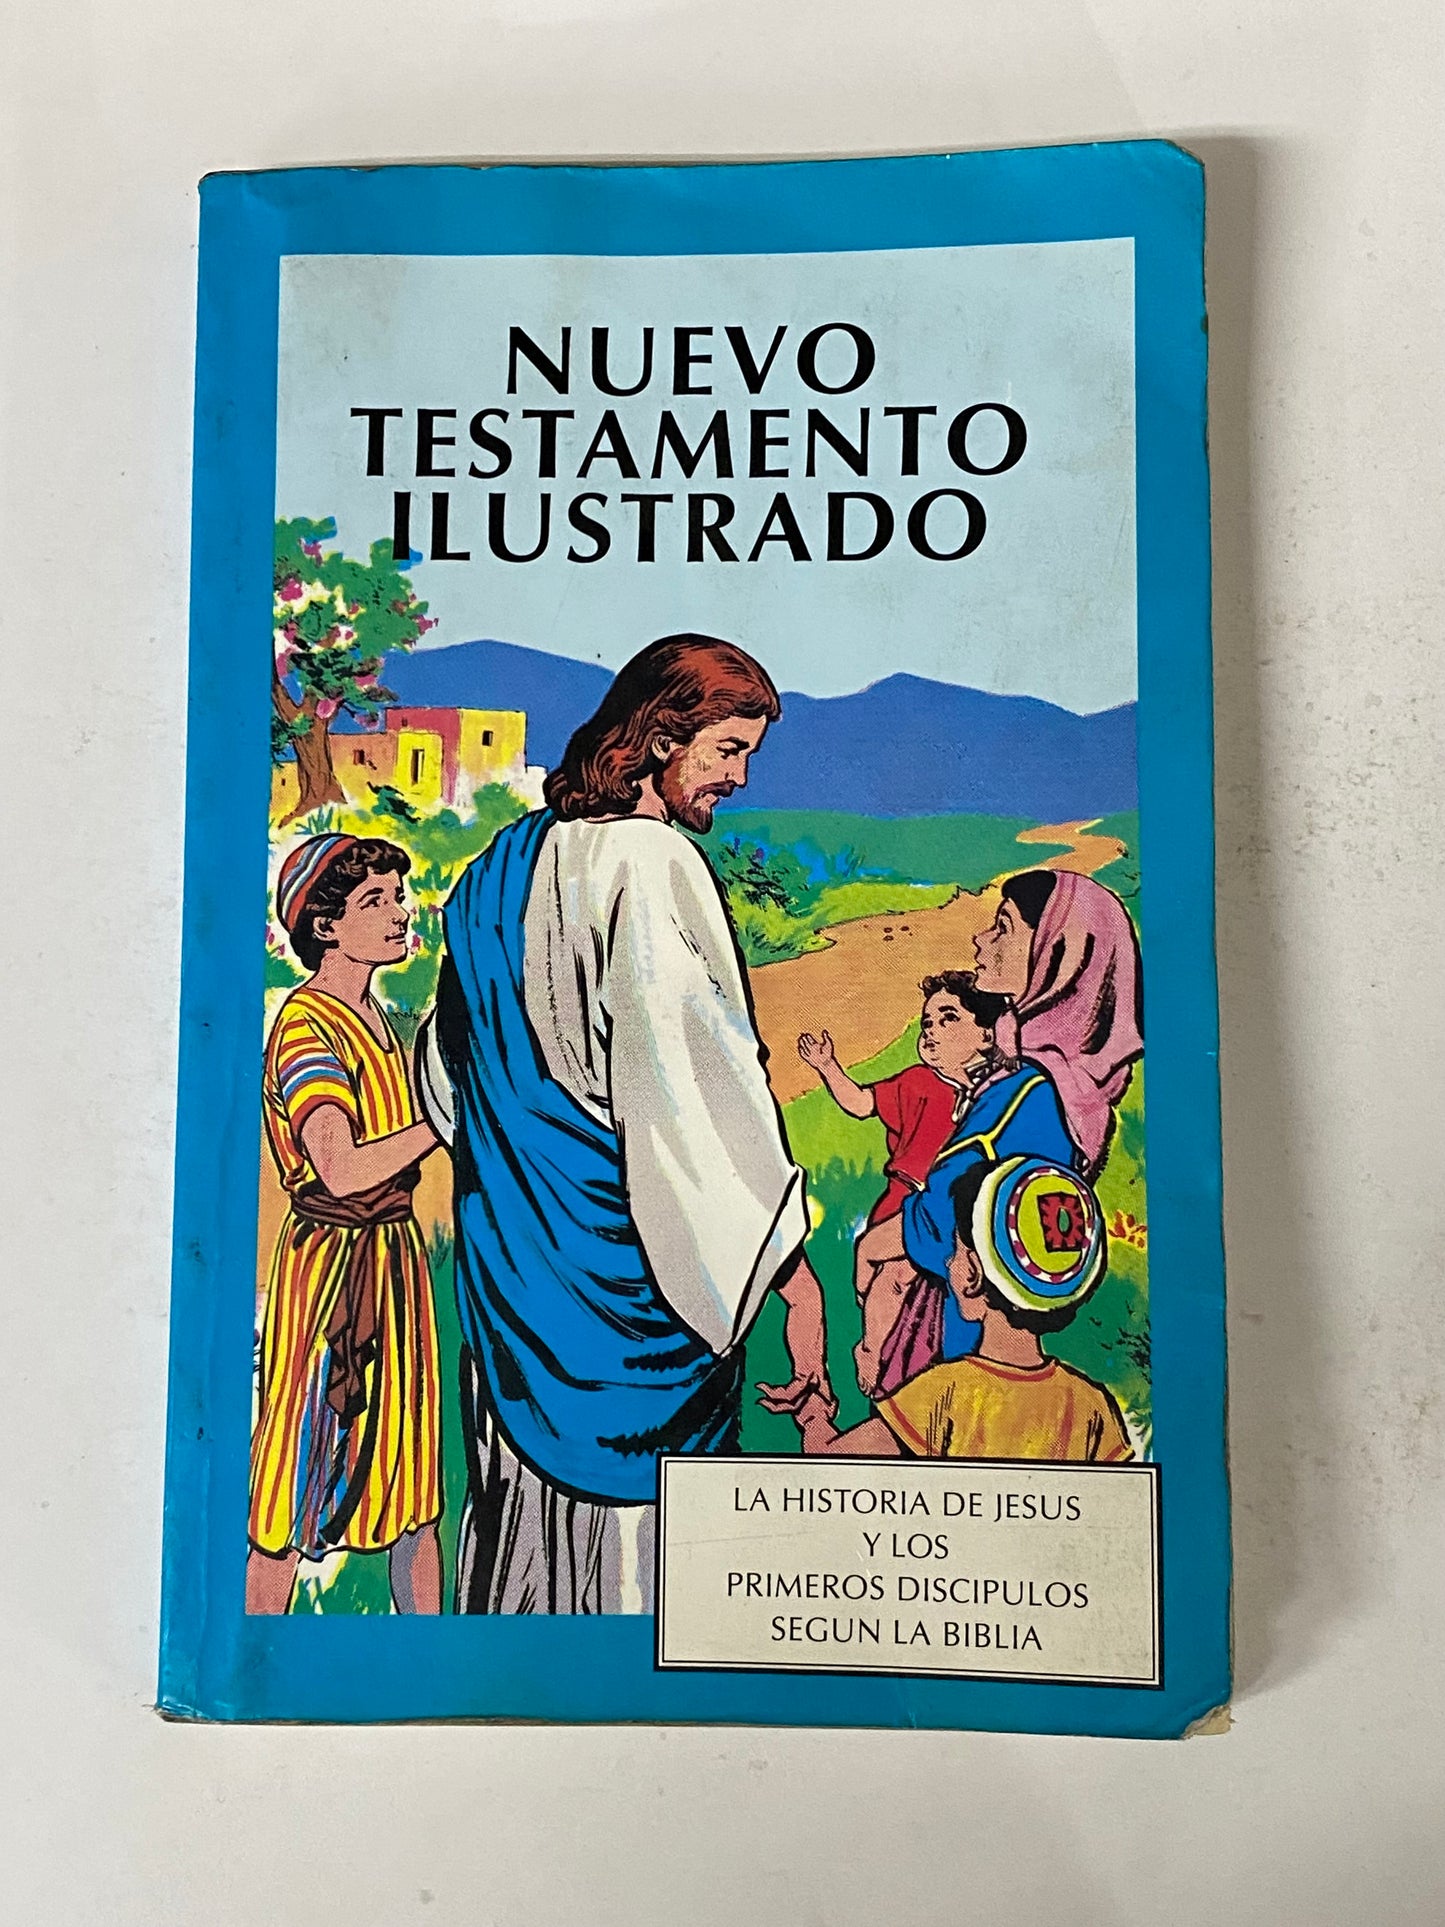 NUEVO
TESTAMENTO
ILUSTRADO
LA HISTORIA DE JESUS
Y LOS
PRIMEROS DISCIPULOS
SEGUN LA BIBLIA